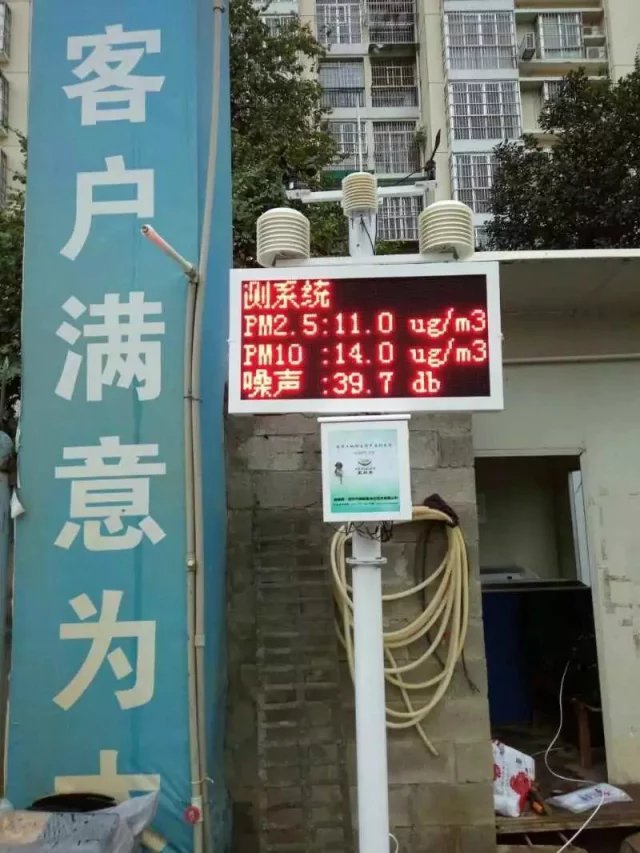 客户满意为
测系统
PM2.5:11.0 ug/m3
PM10 :14.0 ug/m3
噪声 :39.7 db